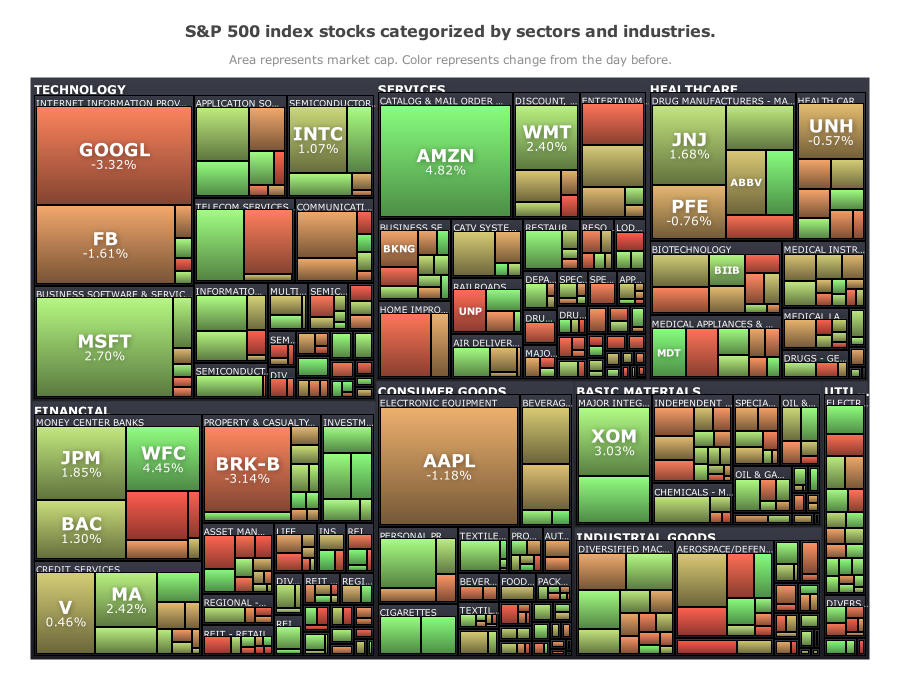 S&P 500 index stocks categorized by sectors and industries.
Area represents market cap. Color represents change from the day before.
TECHNOLOGY
INTERNET INFORMATION PROV...
GOOGL
-3.32%
FB
-1.61%
APPLICATION SO...
SEMICONDUCTOR...
INTC
1.07%
TELECOM SERVICES ...
COMMUNICATI...
BUSINESS SOFTWARE & SERVIC...
MSFT
2.70%
INFORMATIO...
MULTI...
SEMIC...
SEM...
SEMICONDUCT...
DIV...
SERVICES
CATALOG & MAIL ORDER ...
AMZN
4.82%
DISCOUNT, ...
WMT
2.40%
ENTERTAINM...
BUSINESS SE...
BKNG
CATV SYSTE...
RESTAUR...
RESO...
LOD...
RAILROADS
UNP
DEPA...
SPEC...
SPE...
APP...
HOME IMPRO...
DRU...
DRU...
AIR DELIVER...
MAJO...
HEALTHCARE
DRUG MANUFACTURERS - MA...
JNJ
1.68%
PFE
-0.76%
ABBV
HEALTH CAR...
UNH
-0.57%
BIOTECHNOLOGY
BIIB
MEDICAL INSTR...
MEDICAL APPLIANCES & ...
MDT
MEDICAL LA...
DRUGS - GE...
FINANCIAL
MONEY CENTER BANKS
JPM
1.85%
WFC
4.45%
BAC
1.30%
PROPERTY & CASUALTY...
BRK-B
-3.14%
INVESTM...
CREDIT SERVICES
V
0.46%
MA
2.42%
ASSET MAN...
LIFE ...
INS...
REI...
REGIONAL -...
DIV...
REIT ...
REGI...
REIT - RETAIL
REI...
CONSUMER GOODS
ELECTRONIC EQUIPMENT
AAPL
-1.18%
BEVERAG...
PERSONAL PR...
TEXTILE...
PRO...
AUT...
BEVER...
FOOD...
PACK...
CIGARETTES
TEXTIL...
BASIC MATERIALS
MAJOR INTEG...
XOM
3.03%
INDEPENDENT ...
SPECIA...
OIL &...
OIL & GA...
CHEMICALS - M...
INDUSTRIAL GOODS
DIVERSIFIED MAC...
AEROSPACE/DEFEN...
UTIL...
ELECTR...
DIVERS...